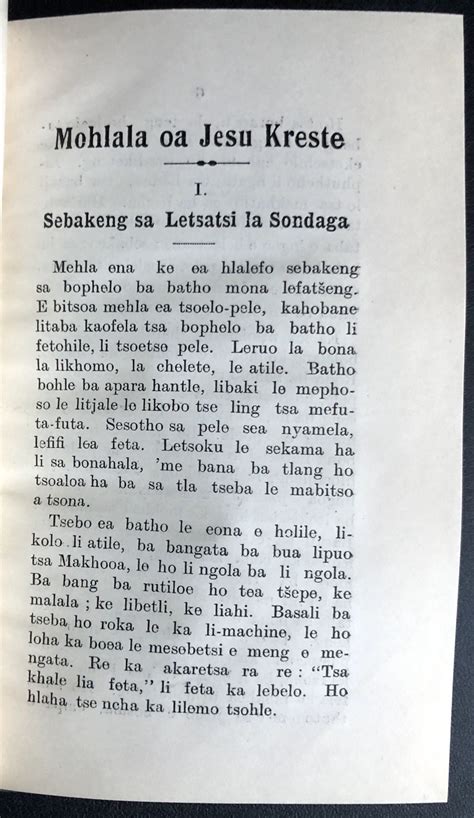 Mohlala oa Jesu Kreste
I.
Sebakeng sa Letsatsi la Sondaga
Mehla ena ke ea hlalefo sebakeng
sa bophelo ba batho mona lefatšeng.
E bitsoa mehla ea tsoelo-pele, kahobane
litaba kaofela tsa bophelo ba batho li
fetohile, li tsoetse pele. Leruo la bona
la likhomo, la chelete, le atile. Batho
bohle ba apara hantle, libaki le mepho-
so le litjale le likobo tse ling tsa mefu-
ta-futa. Sesotho sa pele sea nyamela,
lefifi lea feta. Letsoku le sekama ha
li sa bonahala, 'me bana ba tlang ho
tsoaloa ha ba sa tla tseba le mabitso
a tsona.
Tsebo ea batho le eona e holile, li-
kolo li atile, ba bangata ba bua lipuo
tsa Makhooa, le ho li ngola ba li ngola.
Ba bang ba rutiloe ho tea tšepe, ke
malala ; ke libetli, ke liahi. Basali ba
tseba ho roka le ka li-machine, le ho
loha ka booa le mesobetsi e meng e me-
ngata. Re ka akaretsa ra re : "Tsa
khale lia feta," li feta ka lebelo. Ho
hlaha tse ncha ka lilemo tsohle.